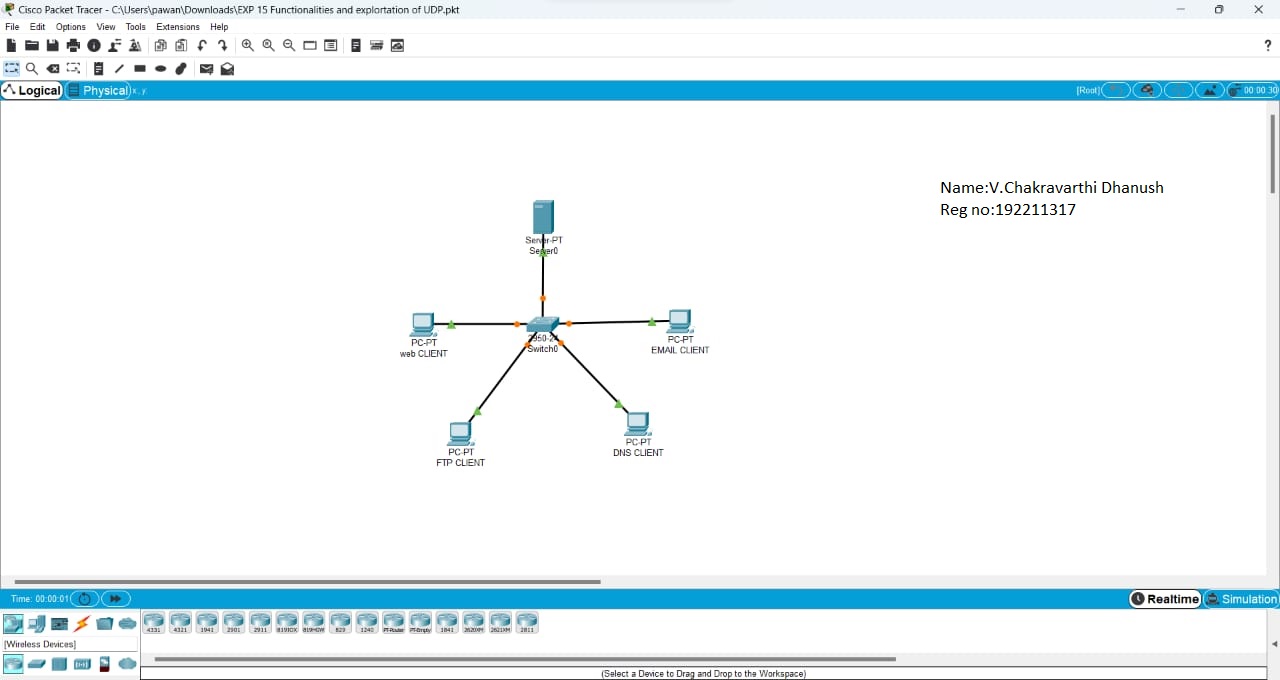 Cisco Packet Tracer - C:\Users\pawan\Downloads\EXP 15 Functionalities and explortation of UDP.pkt
File Edit Options View Tools Extensions Help
?
Logical Physical x, y [Root] 00:00:30
Name:V.Chakravarthi Dhanush
Reg no:192211317
Server-PT
Server0
PC-PT
web CLIENT
2950-24
Switch0
PC-PT
EMAIL CLIENT
PC-PT
FTP CLIENT
PC-PT
DNS CLIENT
Time: 00:00:01 Realtime Simulation
4331 4321 1941 2901 2911 819IOX 819HGW 829 1240 PT-Router PT-Empty 1841 2620XM 2621XM 2811
[Wireless Devices]
(Select a Device to Drag and Drop to the Workspace)